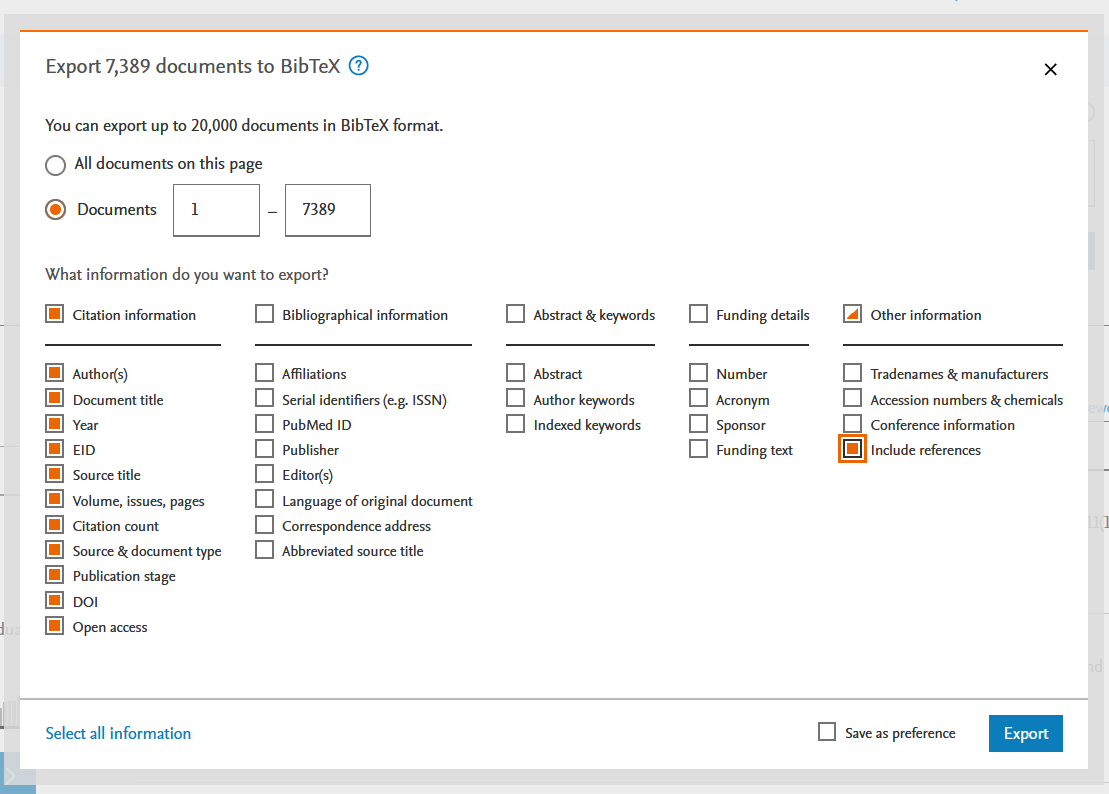 Export 7,389 documents to BibTeX ?
You can export up to 20,000 documents in BibTeX format.
All documents on this page
Documents 1 – 7389
What information do you want to export?
Citation information
Author(s)
Document title
Year
EID
Source title
Volume, issues, pages
Citation count
Source & document type
Publication stage
DOI
Open access
Bibliographical information
Affiliations
Serial identifiers (e.g. ISSN)
PubMed ID
Publisher
Editor(s)
Language of original document
Correspondence address
Abbreviated source title
Abstract & keywords
Abstract
Author keywords
Indexed keywords
Funding details
Number
Acronym
Sponsor
Funding text
Other information
Tradenames & manufacturers
Accession numbers & chemicals
Conference information
Include references
Select all information
Save as preference
Export